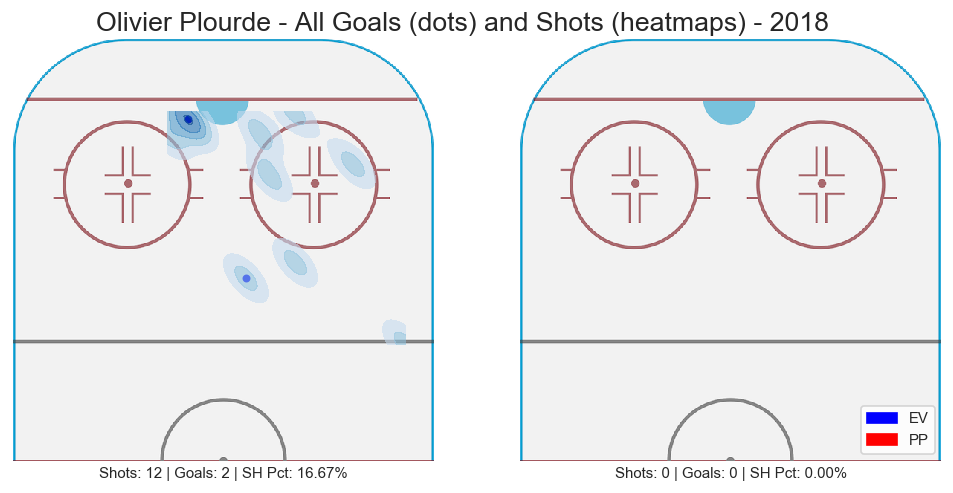 Olivier Plourde - All Goals (dots) and Shots (heatmaps) - 2018
EV
PP
Shots: 12 | Goals: 2 | SH Pct: 16.67%
Shots: 0 | Goals: 0 | SH Pct: 0.00%